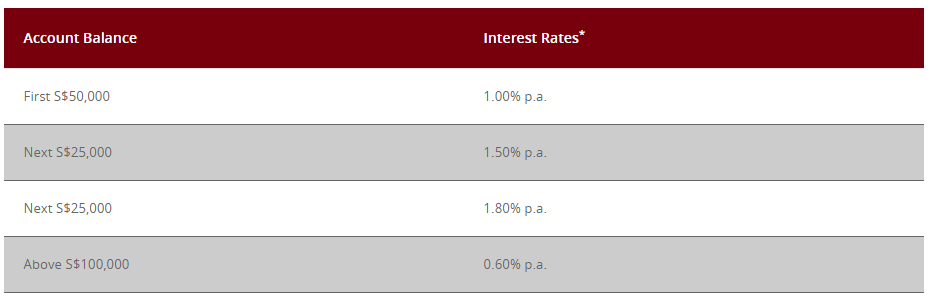 Account Balance Interest Rates*
First S$50,000 1.00% p.a.
Next S$25,000 1.50% p.a.
Next S$25,000 1.80% p.a.
Above S$100,000 0.60% p.a.